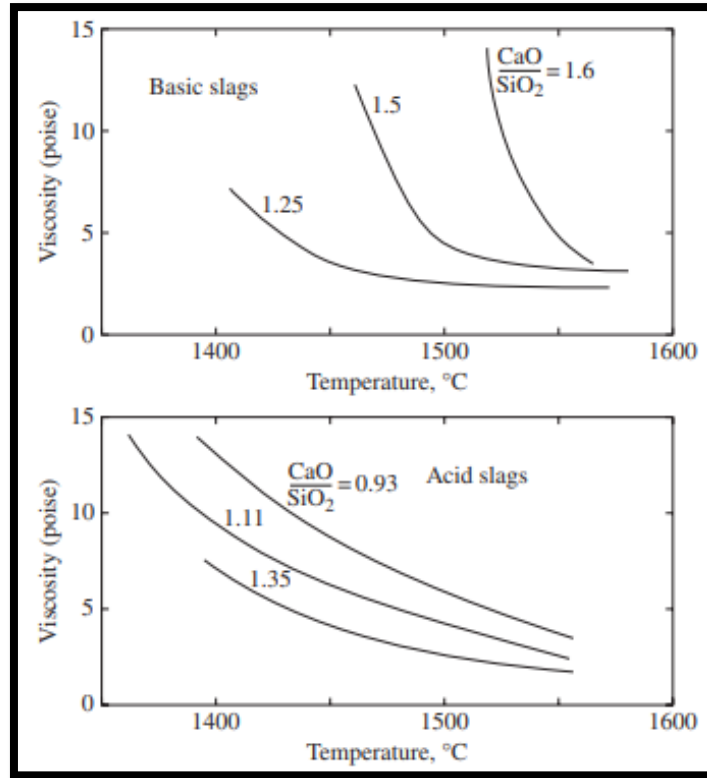 15
10
5
0
Viscosity (poise)
Basic slags
1.25
1.5
CaO
SiO₂ = 1.6
1400
1500
1600
Temperature, °C
15
10
5
0
Viscosity (poise)
CaO
SiO₂ = 0.93
Acid slags
1.11
1.35
1400
1500
1600
Temperature, °C